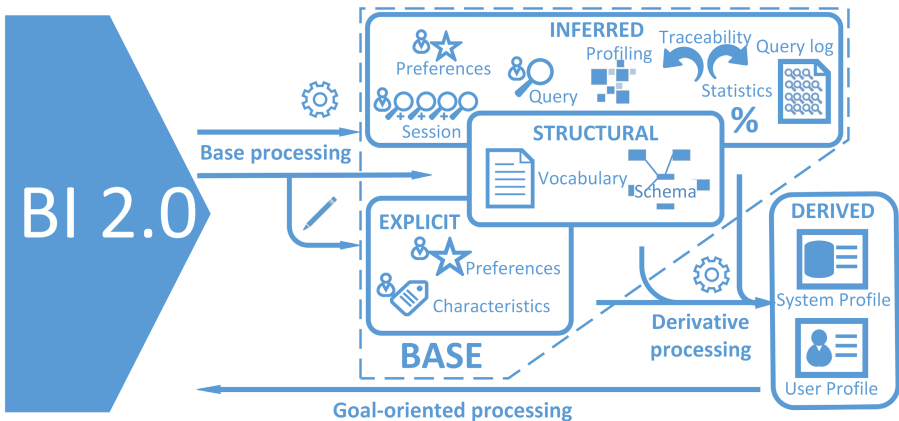 BI 2.0
INFERRED
Preferences
Query
Profiling
Traceability
Query log
Statistics
%
Session
Base processing
STRUCTURAL
Vocabulary
Schema
EXPLICIT
Preferences
Characteristics
BASE
Derivative
processing
DERIVED
System Profile
User Profile
Goal-oriented processing